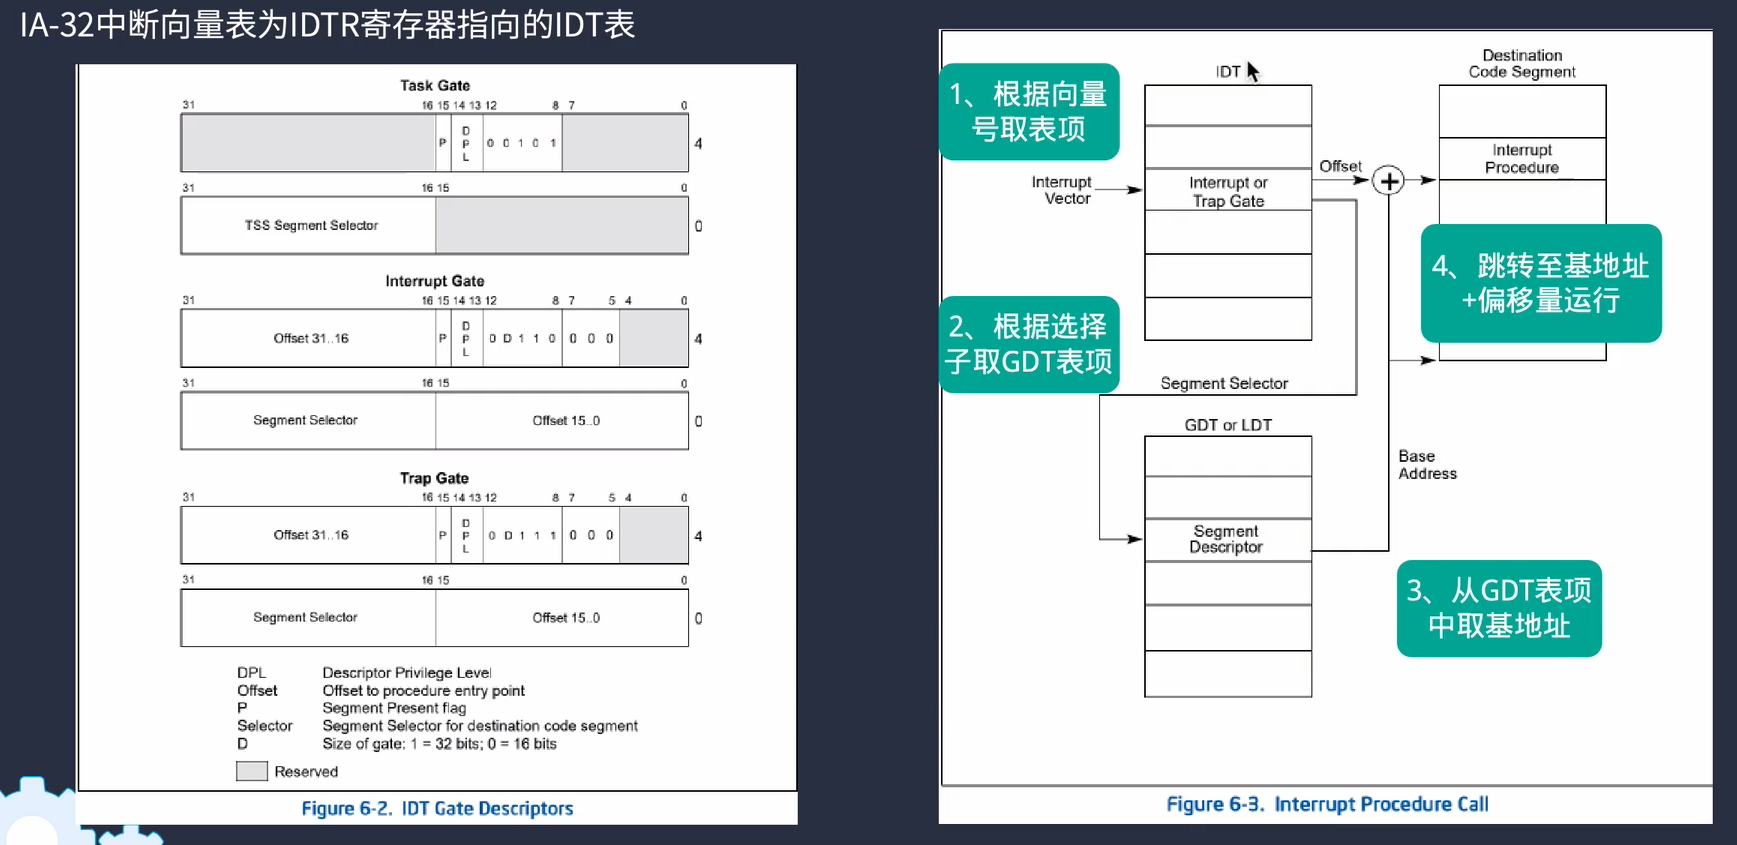 IA-32中断向量表为IDTR寄存器指向的IDT表
Task Gate
31 16 15 14 13 12 8 7 0
P D P L 0 0 1 0 1 4
31 16 15 0
TSS Segment Selector 0
Interrupt Gate
31 16 15 14 13 12 8 7 5 4 0
Offset 31..16 P D P L 0 D 1 1 0 0 0 0 4
31 16 15 0
Segment Selector Offset 15..0 0
Trap Gate
31 16 15 14 13 12 8 7 5 4 0
Offset 31..16 P D P L 0 D 1 1 1 0 0 0 4
31 16 15 0
Segment Selector Offset 15..0 0
DPL Descriptor Privilege Level
Offset Offset to procedure entry point
P Segment Present flag
Selector Segment Selector for destination code segment
D Size of gate: 1 = 32 bits; 0 = 16 bits
Reserved
Figure 6-2. IDT Gate Descriptors
1、根据向量
号取表项
IDT
Destination
Code Segment
Interrupt
Vector
Interrupt or
Trap Gate
Offset
+
Interrupt
Procedure
4、跳转至基地址
+偏移量运行
2、根据选择
子取GDT表项
Segment Selector
GDT or LDT
Base
Address
Segment
Descriptor
3、从GDT表项
中取基地址
Figure 6-3. Interrupt Procedure Call